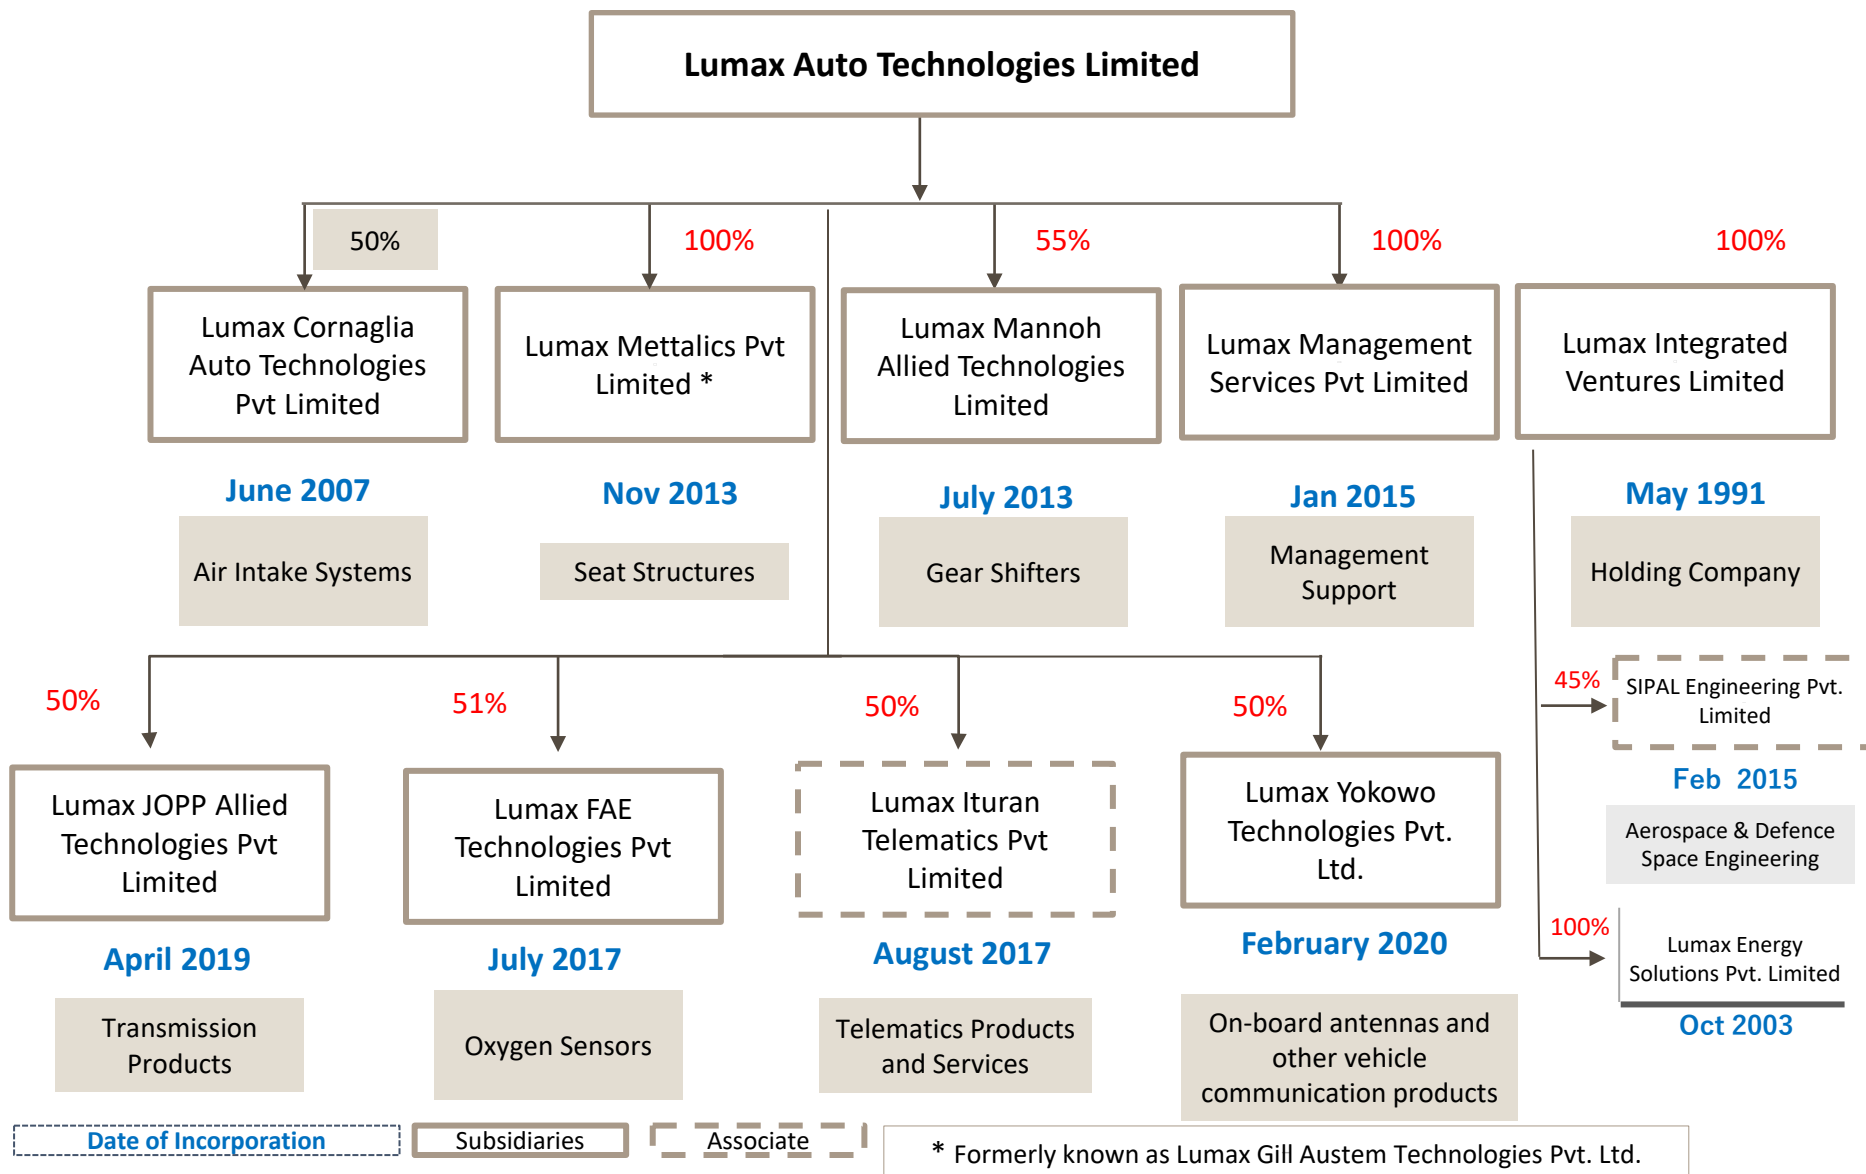 Lumax Auto Technologies Limited
50%
100%
55%
100%
100%
Lumax Cornaglia
Auto Technologies
Pvt Limited
Lumax Mettalics Pvt
Limited *
Lumax Mannoh
Allied Technologies
Limited
Lumax Management
Services Pvt Limited
Lumax Integrated
Ventures Limited
June 2007
Nov 2013
July 2013
Jan 2015
May 1991
Air Intake Systems
Seat Structures
Gear Shifters
Management
Support
Holding Company
50%
51%
50%
50%
45%
SIPAL Engineering Pvt.
Limited
Feb 2015
Aerospace & Defence
Space Engineering
Lumax JOPP Allied
Technologies Pvt
Limited
Lumax FAE
Technologies Pvt
Limited
Lumax Ituran
Telematics Pvt
Limited
Lumax Yokowo
Technologies Pvt.
Ltd.
100%
Lumax Energy
Solutions Pvt. Limited
Oct 2003
April 2019
July 2017
August 2017
February 2020
Transmission
Products
Oxygen Sensors
Telematics Products
and Services
On-board antennas and
other vehicle
communication products
Date of Incorporation
Subsidiaries
Associate
* Formerly known as Lumax Gill Austem Technologies Pvt. Ltd.